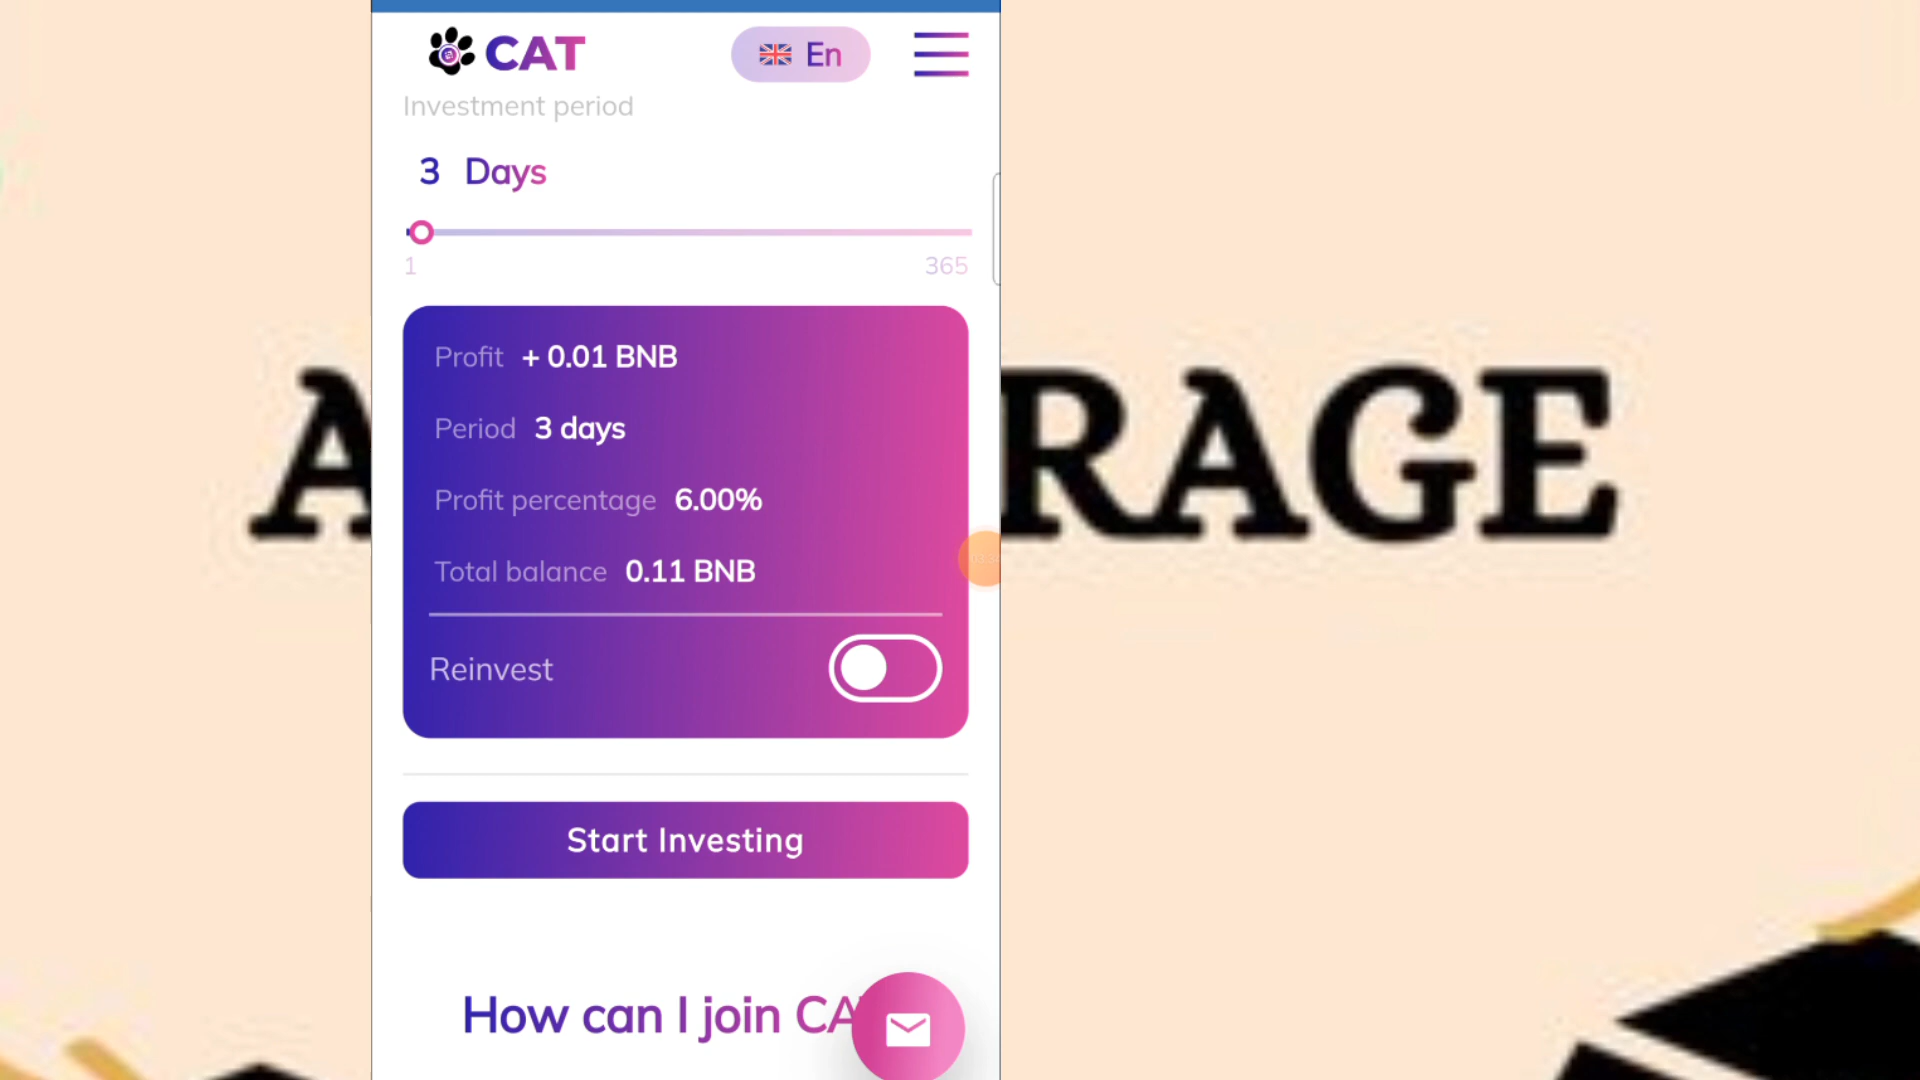 CAT
En
Investment period
3 Days
1
365
Profit + 0.01 BNB
Period 3 days
Profit percentage 6.00%
Total balance 0.11 BNB
Reinvest
Start Investing
How can I join CA
A
RAGE